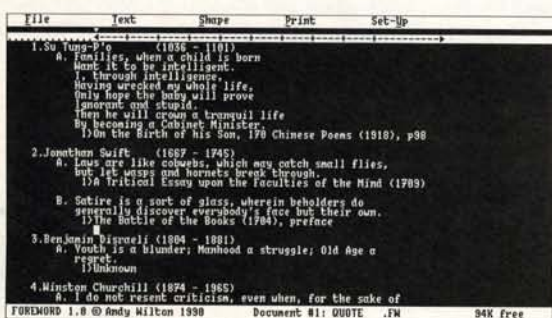 File Text Shape Print Set-Up
1.Su Tung-P'o (1036 - 1101)
A. Families, when a child is born
Want it to be intelligent.
I, through intelligence,
Having wrecked my whole life,
Only hope the baby will prove
Ignorant and stupid.
Then he will crown a tranquil life
By becoming a Cabinet Minister.
1)On the Birth of his Son, 170 Chinese Poems (1918), p98
2.Jonathan Swift (1667 - 1745)
A. Laws are like cobwebs, which may catch small flies,
but let wasps and hornets break through.
1)A Tritical Essay upon the Faculties of the Mind (1709)
B. Satire is a sort of glass, wherein beholders do
generally discover everybody's face but their own.
1)The Battle of the Books (1704), preface
3.Benjamin Disraeli (1804 - 1881)
A. Youth is a blunder; Manhood a struggle; Old Age a
regret.
1)Unknown
4.Winston Churchill (1874 - 1965)
A. I do not resent criticism, even when, for the sake of
FOREWORD 1.0 © Andy Wilton 1990 Document #1: QUOTE .FW 94K free